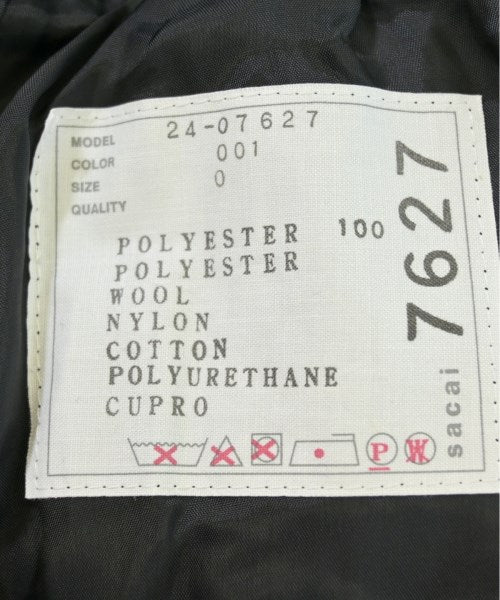 MODEL 24-07627
COLOR 001
SIZE 0
QUALITY
POLYESTER 100
POLYESTER
WOOL
NYLON
COTTON
POLYURETHANE
CUPRO
P W
sacai 7627